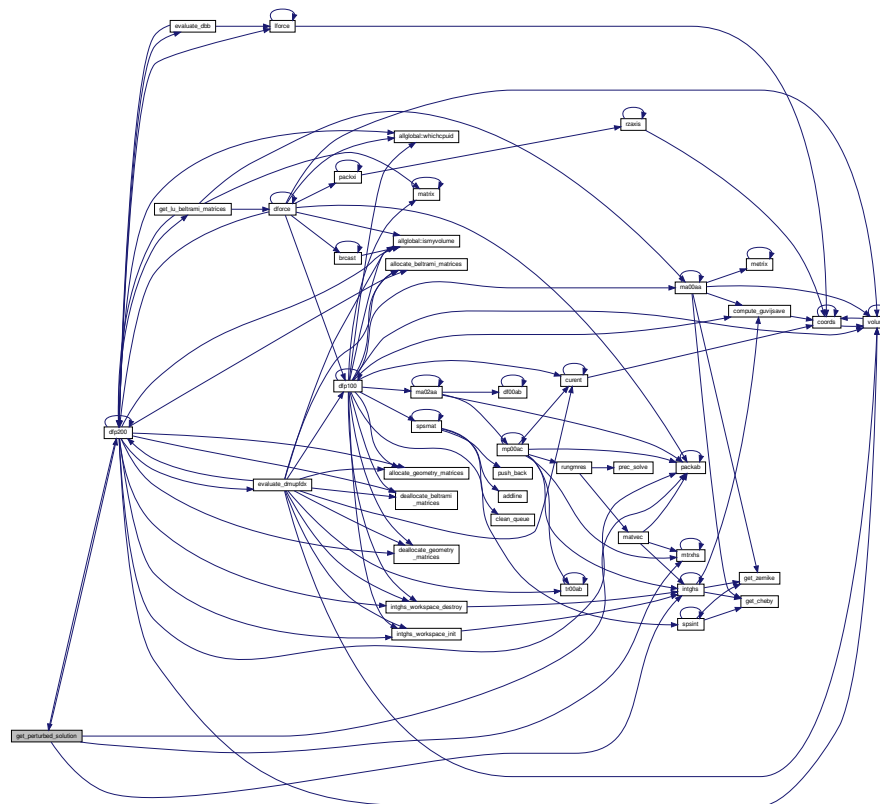 evaluate_dbb
lforce
rzaxis
allglobal::whichcpuid
packxi
matrix
get_lu_beltrami_matrices
dforce
allglobal::ismyvolume
brcast
allocate_beltrami_matrices
matrix
ma00aa
compute_guvijsave
coords
volu
dfp100
ma02aa
df00ab
curent
spsmat
dfp200
mp00ac
push_back
rungmres
prec_solve
packab
allocate_geometry_matrices
evaluate_dmupfdx
deallocate_beltrami
_matrices
addline
clean_queue
matvec
mtrxhs
deallocate_geometry
_matrices
tr00ab
intghs
get_zernike
get_cheby
intghs_workspace_destroy
spsint
intghs_workspace_init
get_perturbed_solution